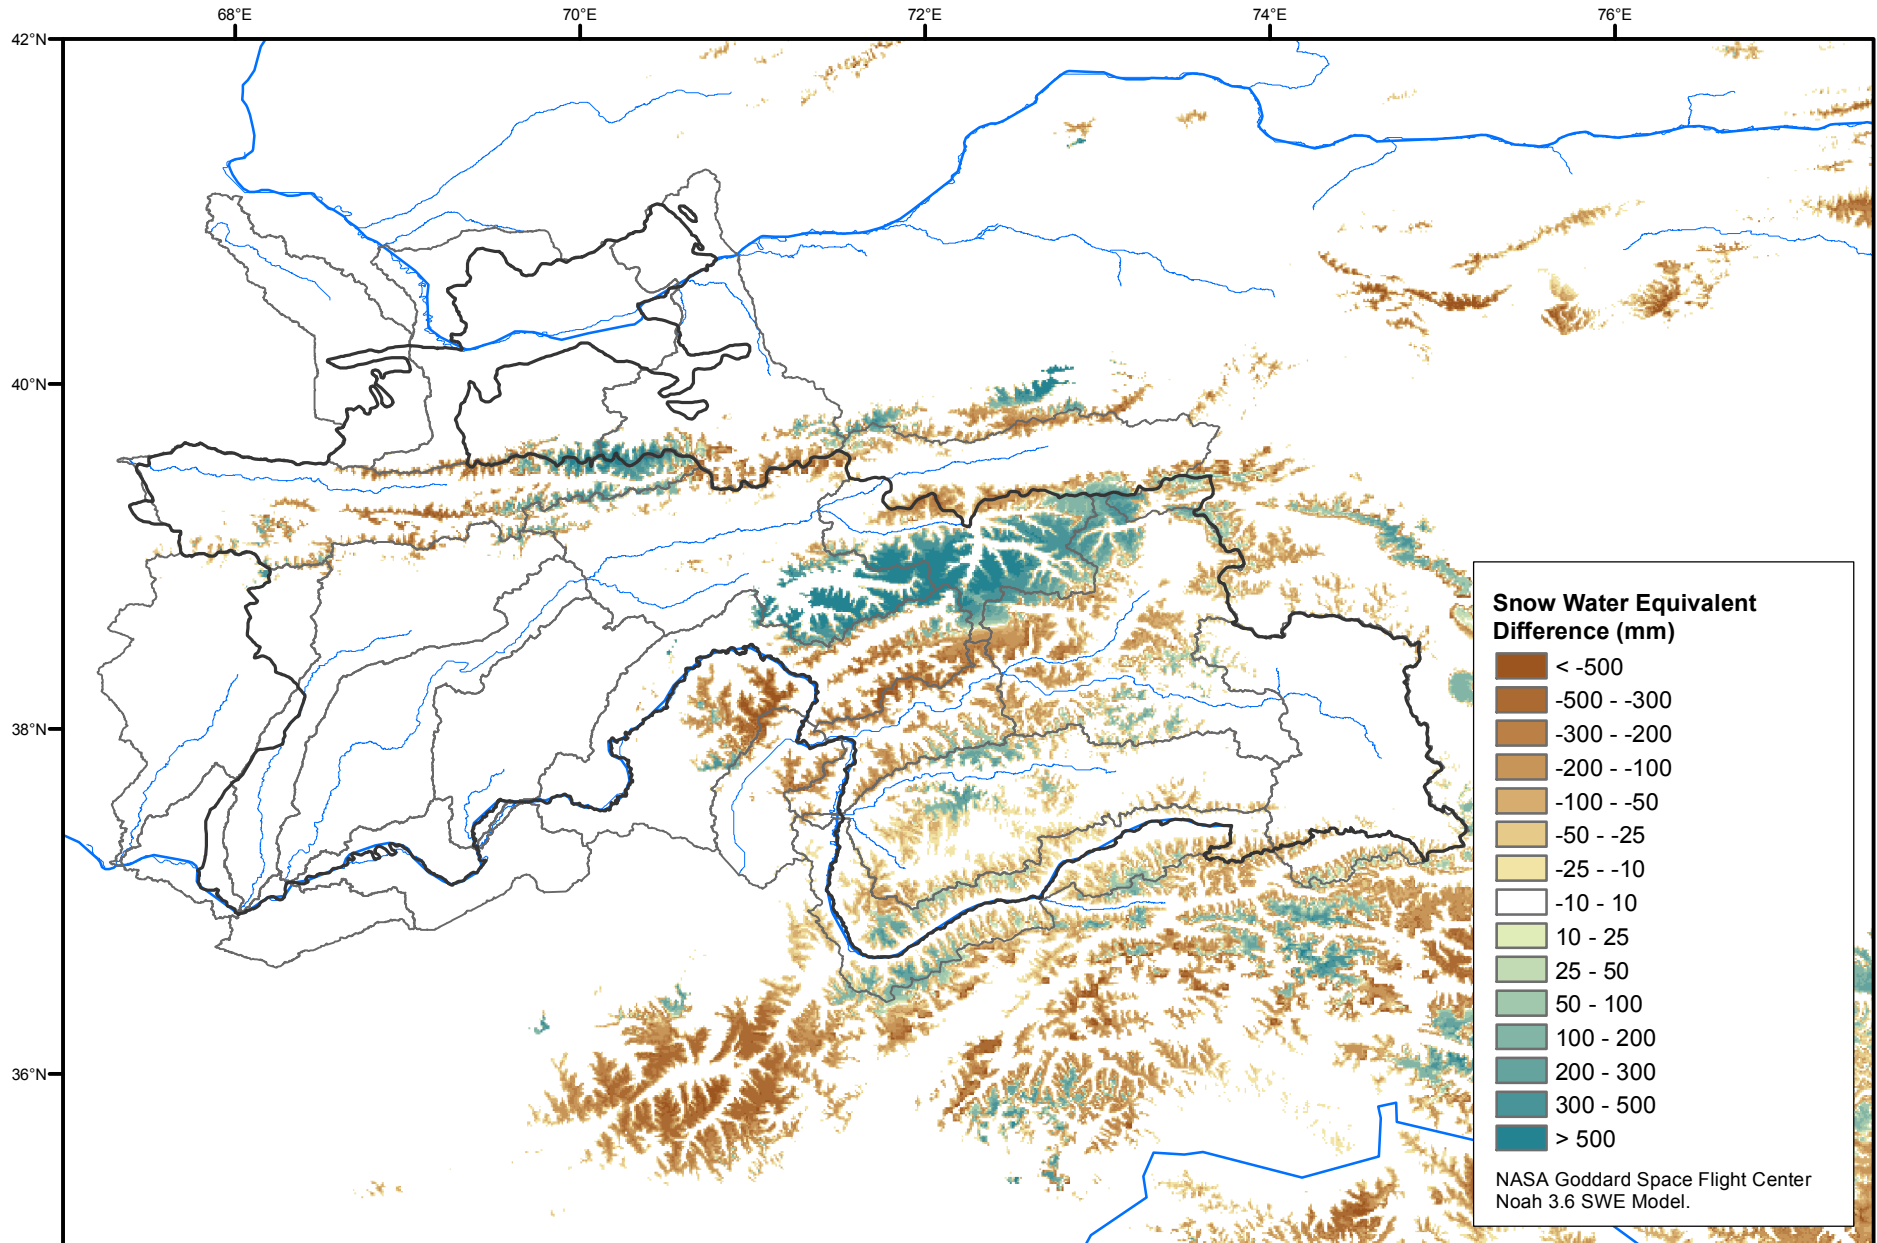 68°E
70°E
72°E
74°E
76°E
42°N
40°N
38°N
36°N
Snow Water Equivalent
Difference (mm)
< -500
-500 - -300
-300 - -200
-200 - -100
-100 - -50
-50 - -25
-25 - -10
-10 - 10
10 - 25
25 - 50
50 - 100
100 - 200
200 - 300
300 - 500
> 500
NASA Goddard Space Flight Center
Noah 3.6 SWE Model.